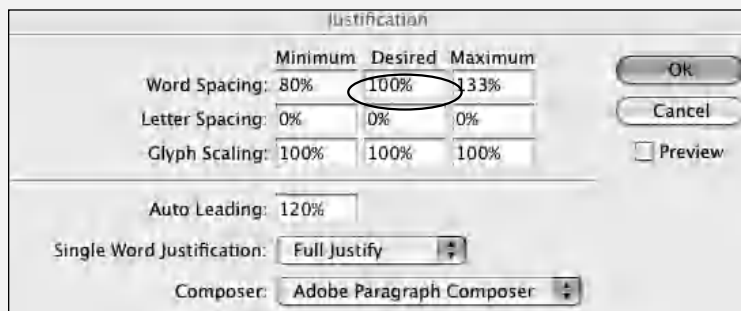 Justification
Minimum Desired Maximum
Word Spacing: 80% 100% 133% Ok
Letter Spacing: 0% 0% 0% Cancel
Glyph Scaling: 100% 100% 100% Preview
Auto Leading: 120%
Single Word Justification: Full Justify
Composer: Adobe Paragraph Composer